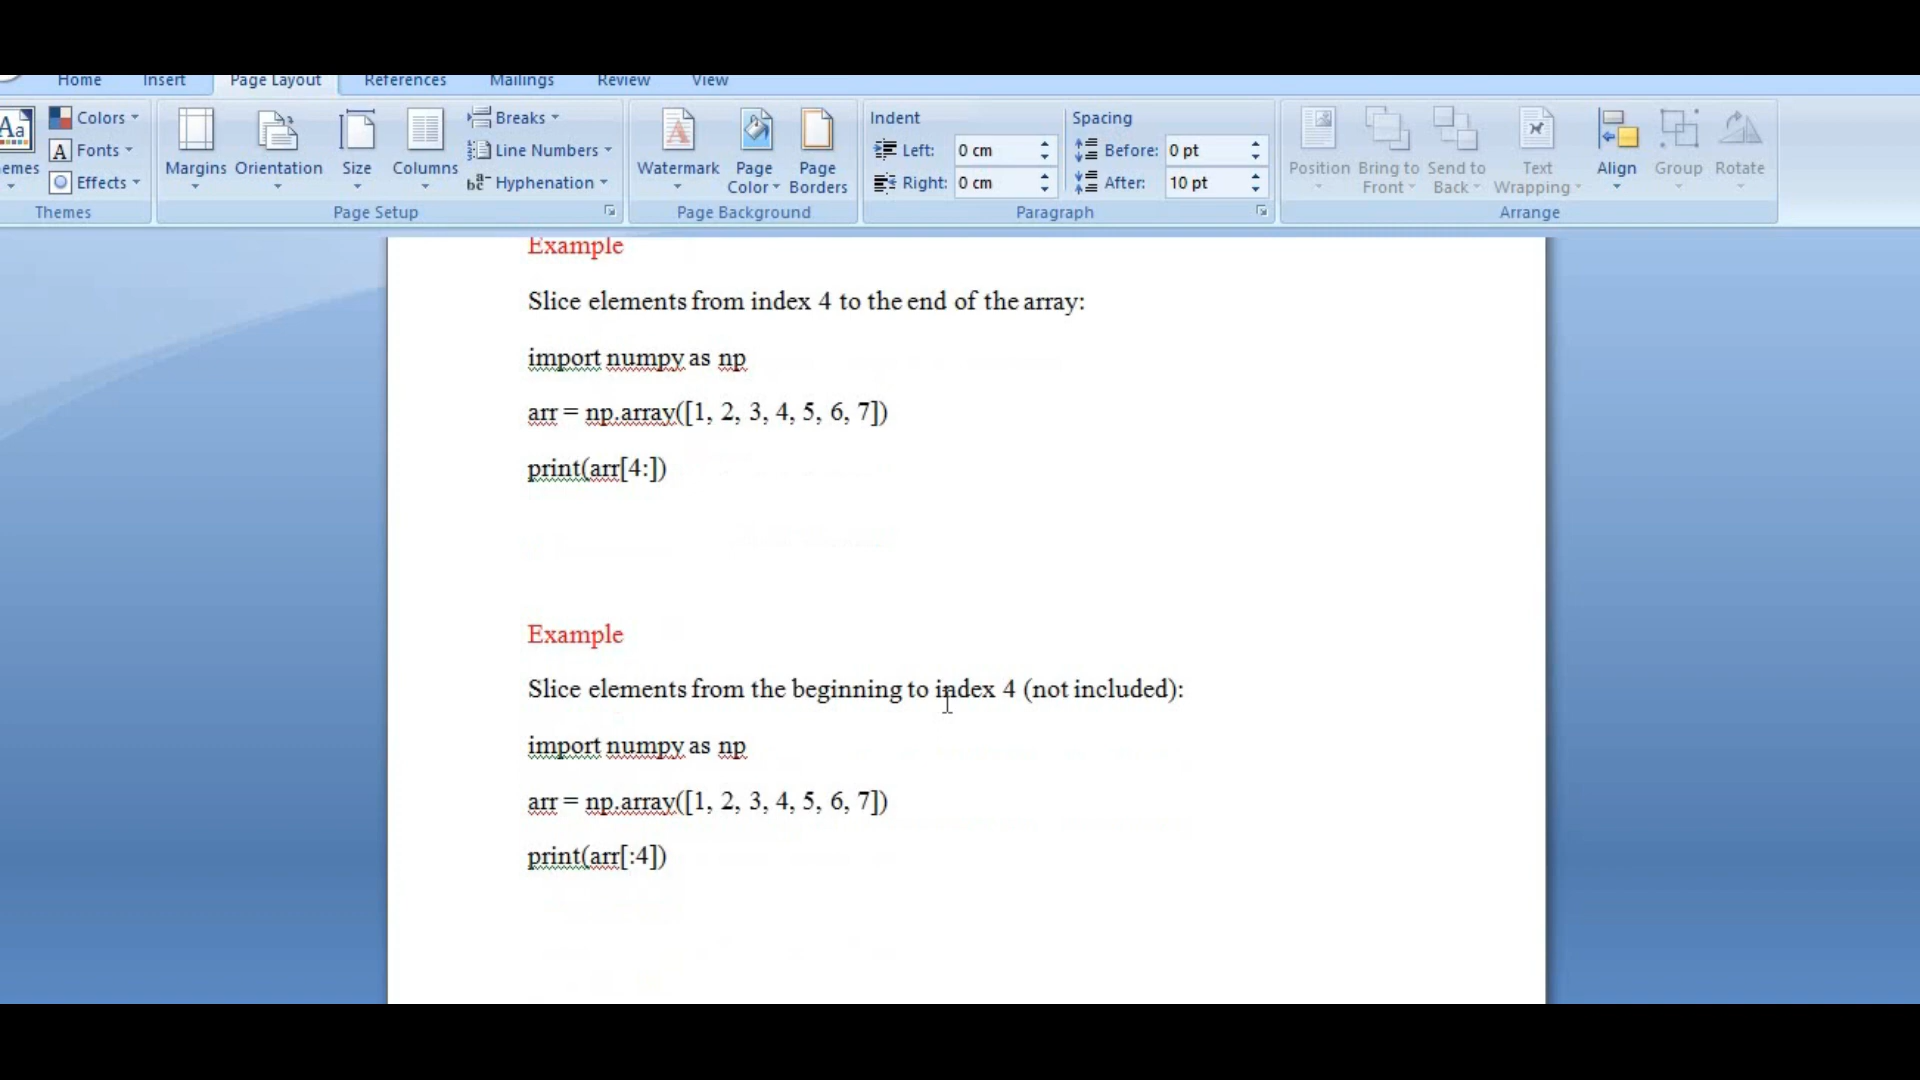 Home Insert Page Layout References Mailings Review View
Aa Colors Breaks Indent Spacing
A Fonts Line Numbers Left: 0 cm Before: 0 pt
emes Effects Margins Orientation Size Columns Hyphenation Watermark Page Color Page Borders Right: 0 cm After: 10 pt Position Bring to Front Send to Back Text Wrapping Align Group Rotate
Themes Page Setup Page Background Paragraph Arrange
Example
Slice elements from index 4 to the end of the array:
import numpy as np
arr = np.array([1, 2, 3, 4, 5, 6, 7])
print(arr[4:])
Example
Slice elements from the beginning to index 4 (not included):
import numpy as np
arr = np.array([1, 2, 3, 4, 5, 6, 7])
print(arr[:4])